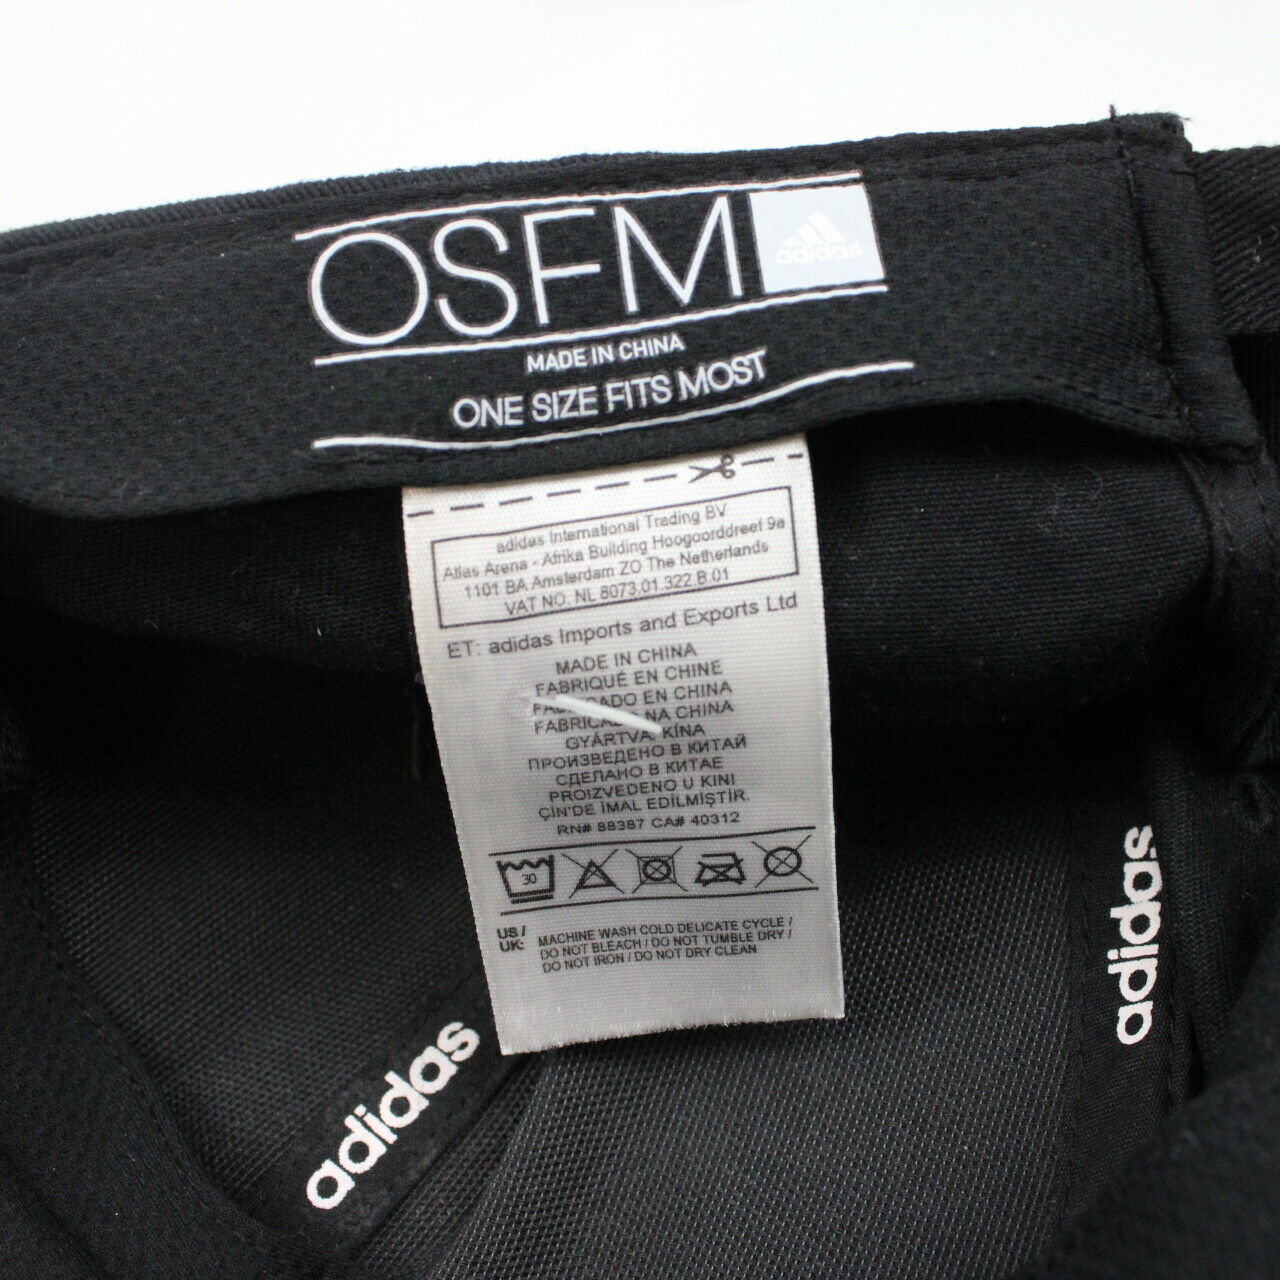 OSFM
adidas
MADE IN CHINA
ONE SIZE FITS MOST
adidas International Trading BV
Atlas Arena - Afrika Building Hoogoorddreef 9a
1101 BA Amsterdam ZO The Netherlands
VAT NO. NL 8073.01.322.B.01
ET: adidas Imports and Exports Ltd
MADE IN CHINA
FABRIQUÉ EN CHINE
EN CHINA
NA CHINA
GYÁRTVA: KÍNA
ПРОИЗВЕДЕНО В КИТАЙ
СДЕЛАНО В КИТАЕ
PROIZVEDENO U KINI
ÇİN'DE İMAL EDİLMİŞTİR.
RN# 88387 CA# 40312
30
US / UK: MACHINE WASH COLD DELICATE CYCLE /
DO NOT BLEACH / DO NOT TUMBLE DRY /
DO NOT IRON / DO NOT DRY CLEAN
adidas
adidas